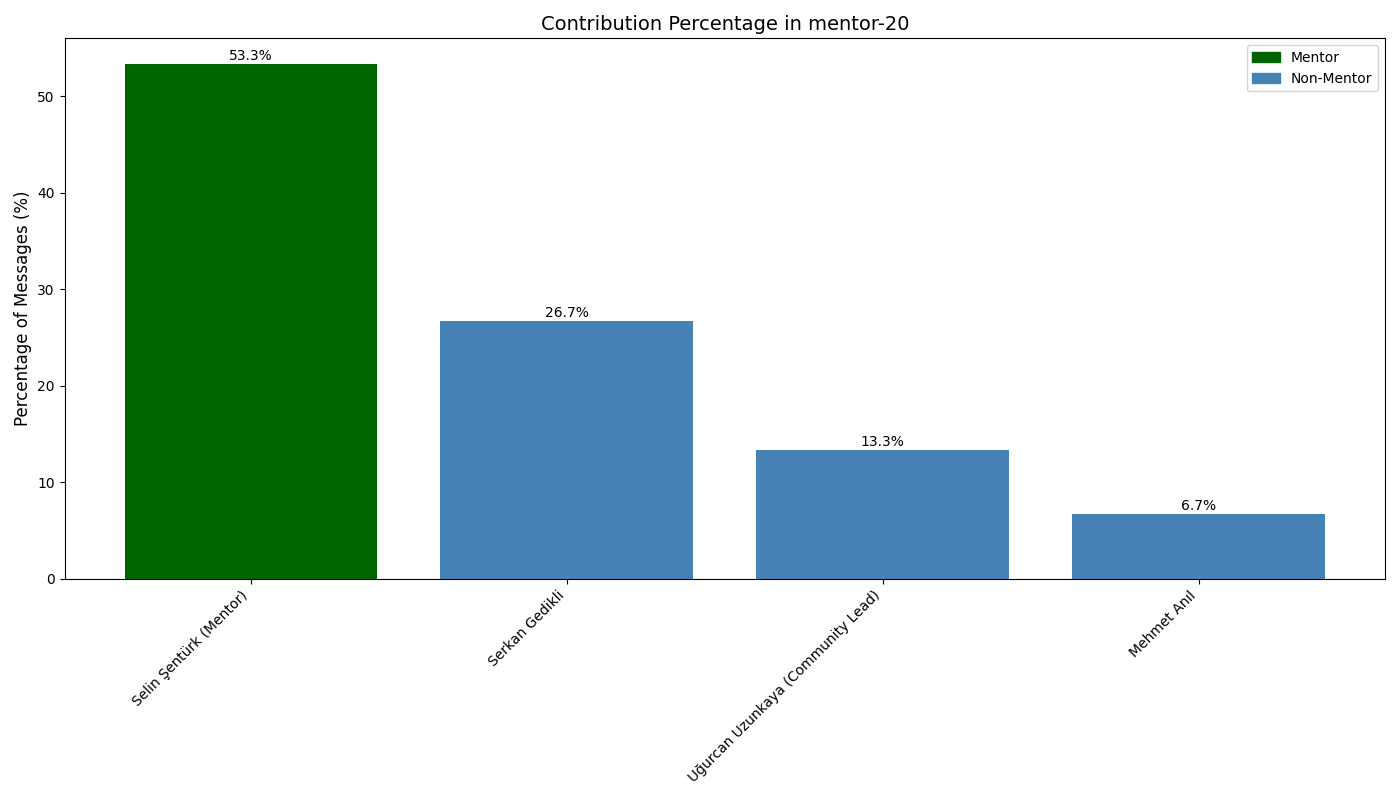 Contribution Percentage in mentor-20
Mentor
Non-Mentor
Percentage of Messages (%)
50
40
30
20
10
0
53.3%
26.7%
13.3%
6.7%
Selin Şentürk (Mentor)
Serkan Gedikli
Uğurcan Uzunkaya (Community Lead)
Mehmet Anıl